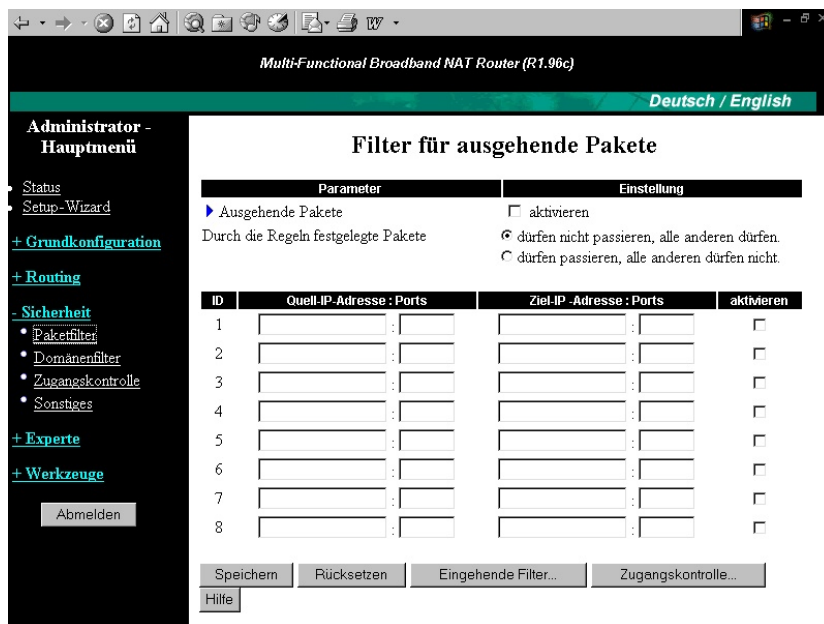 Multi-Functional Broadband NAT Router (R1.96c)
Deutsch / English
Administrator -
Hauptmenü
Status
Setup-Wizard
+ Grundkonfiguration
+ Routing
- Sicherheit
Paketfilter
Domänenfilter
Zugangskontrolle
Sonstiges
+ Experte
+ Werkzeuge
Abmelden
Filter für ausgehende Pakete
Parameter Einstellung
Ausgehende Pakete aktivieren
Durch die Regeln festgelegte Pakete dürfen nicht passieren, alle anderen dürfen.
dürfen passieren, alle anderen dürfen nicht.
ID Quell-IP-Adresse : Ports Ziel-IP -Adresse : Ports aktivieren
1 : :
2 : :
3 : :
4 : :
5 : :
6 : :
7 : :
8 : :
Speichern Rücksetzen Eingehende Filter... Zugangskontrolle...
Hilfe